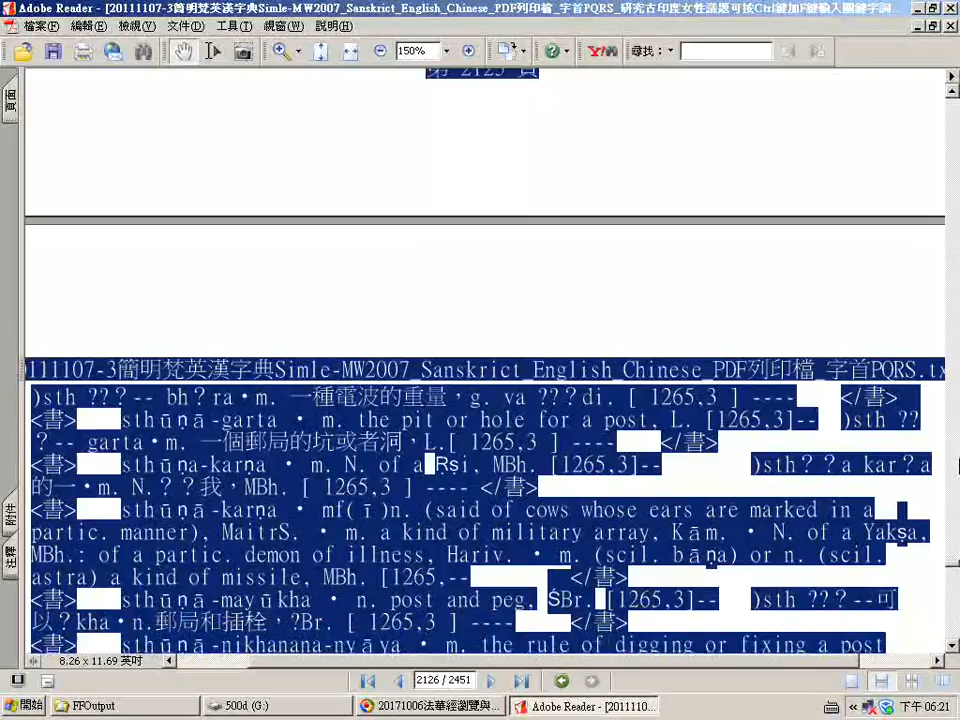 Adobe Reader - [20111107-3簡明梵英漢字典Simle-MW2007_Sanskrict_English_Chinese_PDF列印檔_字首PQRS_研究古印度女性議題可按Ctrl鍵加F鍵輸入關鍵字詞...
檔案(F) 編輯(E) 檢視(V) 文件(D) 工具(T) 視窗(W) 說明(H)
150% Y! 尋找:
頁面
第 2125 頁
111107-3簡明梵英漢字典Simle-MW2007_Sanskrict_English_Chinese_PDF列印檔_字首PQRS.tx
)sth ??？-- bh？ra‧m. 一種電波的重量，g. va ??？di. [ 1265,3 ] ---- </書>
<書> sthūṇā-garta ‧ m. the pit or hole for a post, L. [1265,3]-- )sth ??
？-- garta‧m. 一個郵局的坑或者洞，L.[ 1265,3 ] ---- </書>
<書> sthūṇa-karṇa ‧ m. N. of a Ṛṣi, MBh. [1265,3]-- )sth？？a kar？a
的一‧m. N.？？我，MBh. [ 1265,3 ] ---- </書>
<書> sthūṇā-karṇa ‧ mf(ī)n. (said of cows whose ears are marked in a
partic. manner), MaitrS. ‧ m. a kind of military array, Kām. ‧ N. of a Yakṣa,
MBh.: of a partic. demon of illness, Hariv. ‧ m. (scil. bāṇa) or n. (scil.
astra) a kind of missile, MBh. [1265,-- </書>
<書> sthūṇā-mayūkha ‧ n. post and peg, ŚBr. [1265,3]-- )sth ??？--可
以？kha‧n.郵局和插栓，?Br. [ 1265,3 ] ---- </書>
<書> sthūṇā-nikhanana-nyāya ‧ m. the rule of digging or fixing a post
附件
注釋
8.26 x 11.69 英吋
2126 / 2451
開始 FFOutput 500d (G:) 20171006法華經瀏覽與... Adobe Reader - [2011110... 下午 06:21